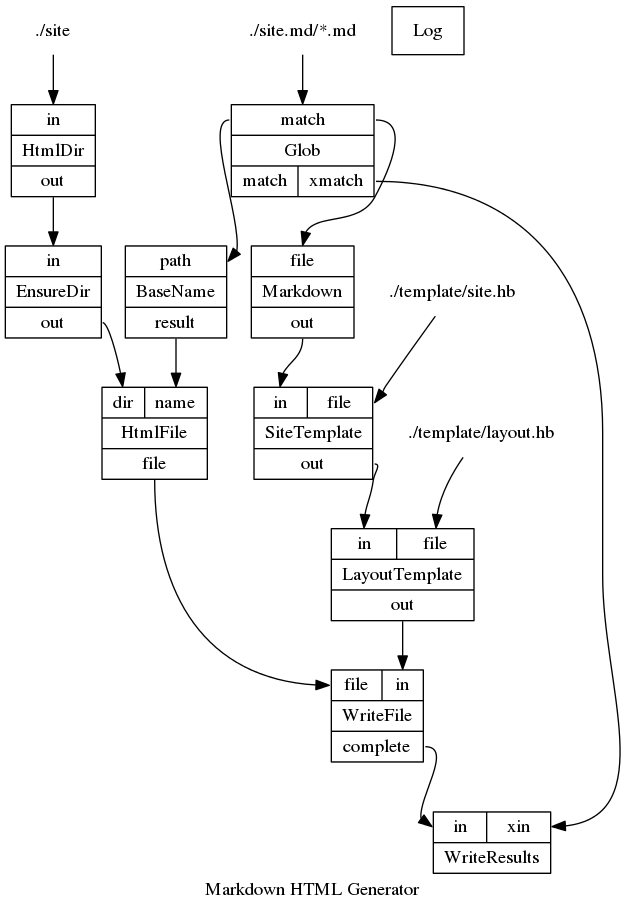 ./site
./site.md/*.md
Log
in
HtmlDir
out
match
Glob
match xmatch
in
EnsureDir
out
path
BaseName
result
file
Markdown
out
./template/site.hb
dir name
HtmlFile
file
in file
SiteTemplate
out
./template/layout.hb
in file
LayoutTemplate
out
file in
WriteFile
complete
in xin
WriteResults
Markdown HTML Generator